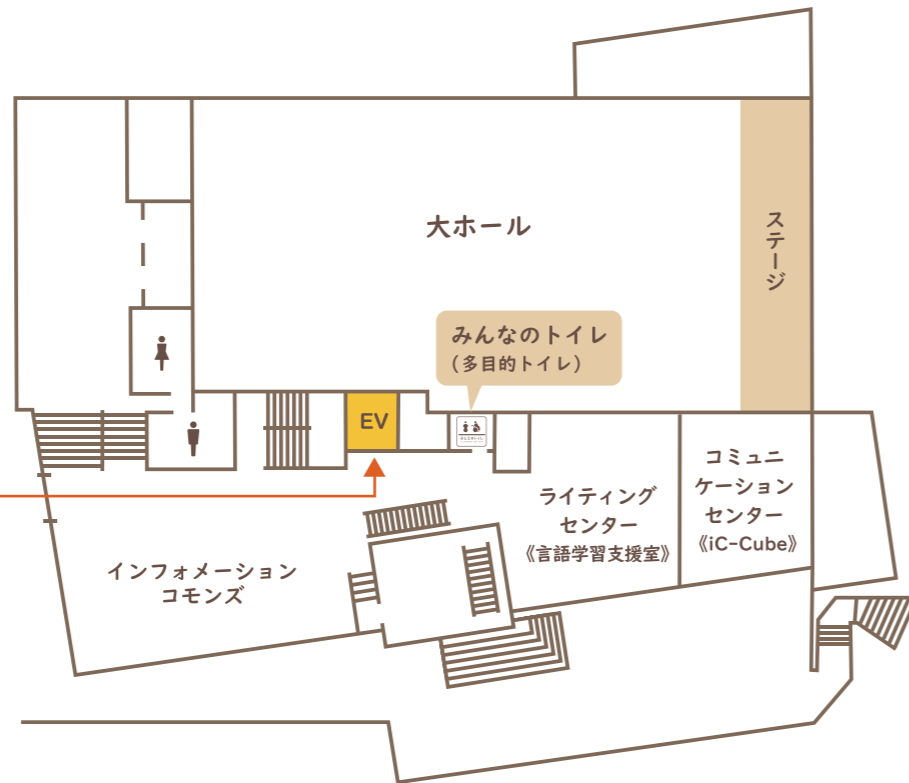 大ホール
ステージ
みんなのトイレ
(多目的トイレ)
EV
ライティング
センター
《言語学習支援室》
コミュニ
ケーション
センター
《iC-Cube》
インフォメーション
コモンズ